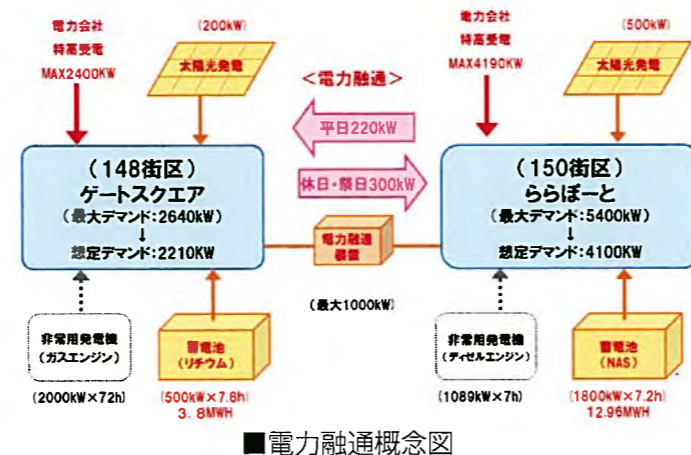 電力会社
特高受電
MAX2400KW
(200kW)
太陽光発電
<電力融通>
平日220kW
休日・祭日300kW
電力会社
特高受電
MAX4190KW
(500kW)
太陽光発電
(148街区)
ゲートスクエア
(最大デマンド:2640kW)
↓
想定デマンド:2210KW
電力融通
装置
(最大1000kW)
(150街区)
ららぽーと
(最大デマンド:5400kW)
↓
想定デマンド:4100KW
非常用発電機
(ガスエンジン)
(2000kW×72h)
蓄電池
(リチウム)
(500kW×7.6h)
3.8MWH
非常用発電機
(ディゼルエンジン)
(1089kW×7h)
蓄電池
(NAS)
(1800kW×7.2h)
12.96MWH
■電力融通概念図